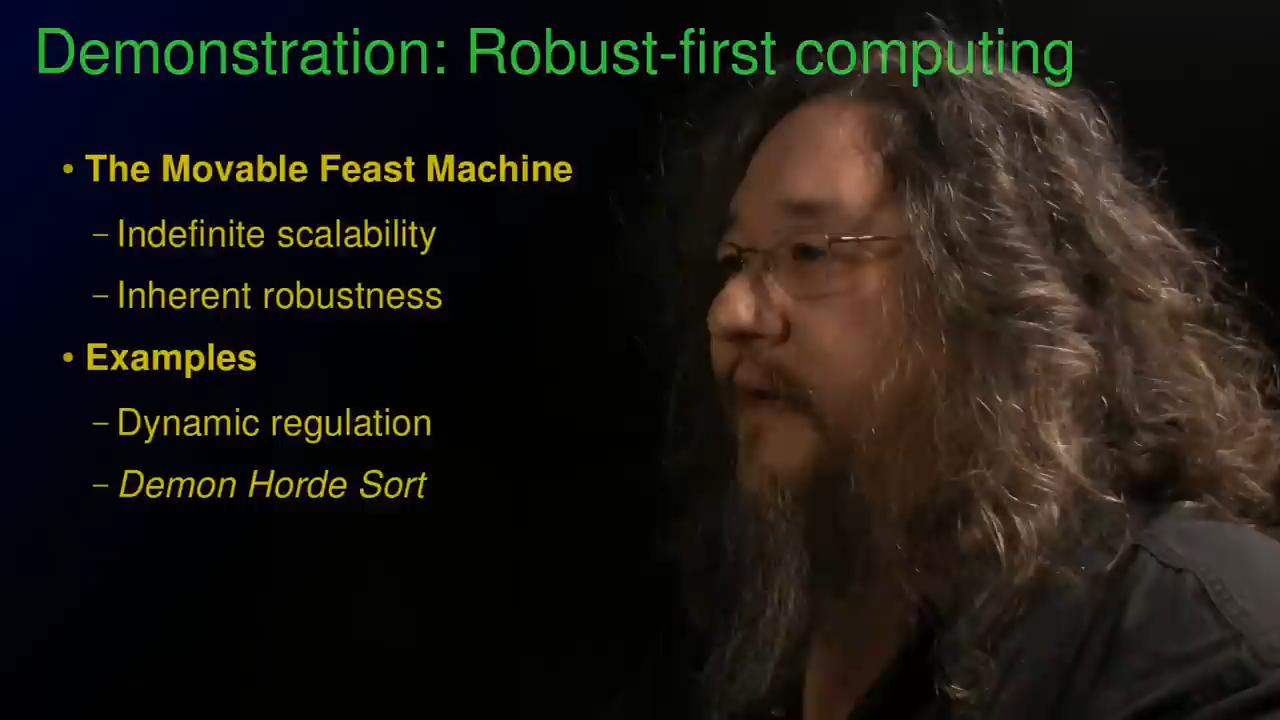 Demonstration: Robust-first computing
• The Movable Feast Machine
– Indefinite scalability
– Inherent robustness
• Examples
– Dynamic regulation
– Demon Horde Sort